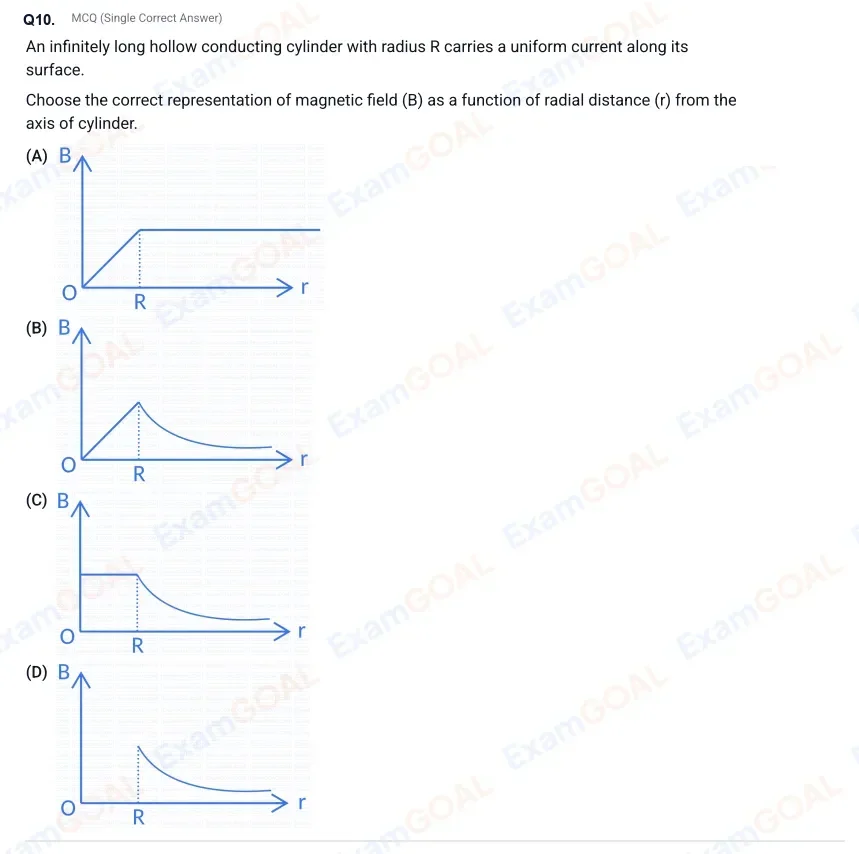 Q10. MCQ (Single Correct Answer)
An infinitely long hollow conducting cylinder with radius R carries a uniform current along its
surface.
Choose the correct representation of magnetic field (B) as a function of radial distance (r) from the
axis of cylinder.
(A) B
O R r
(B) B
O R r
(C) B
O R r
(D) B
O R r
ExamGOAL